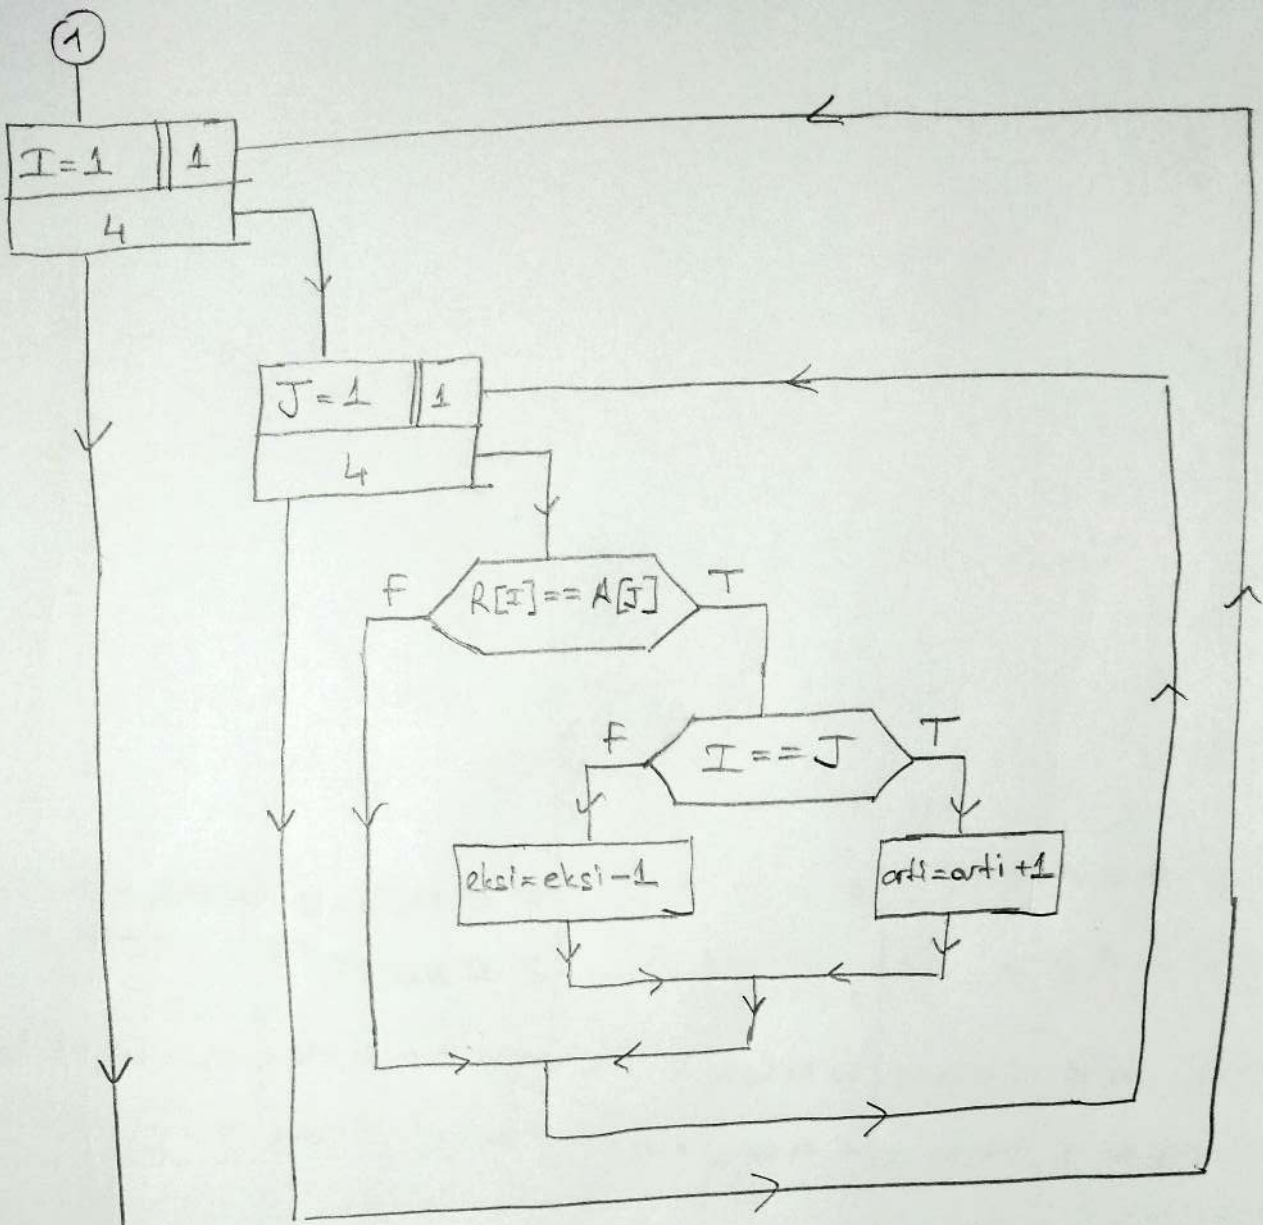 1
I=1 1
4
J=1 1
4
F R[I]==A[J] T
F I==J T
eksi=eksi-1
arti=arti+1